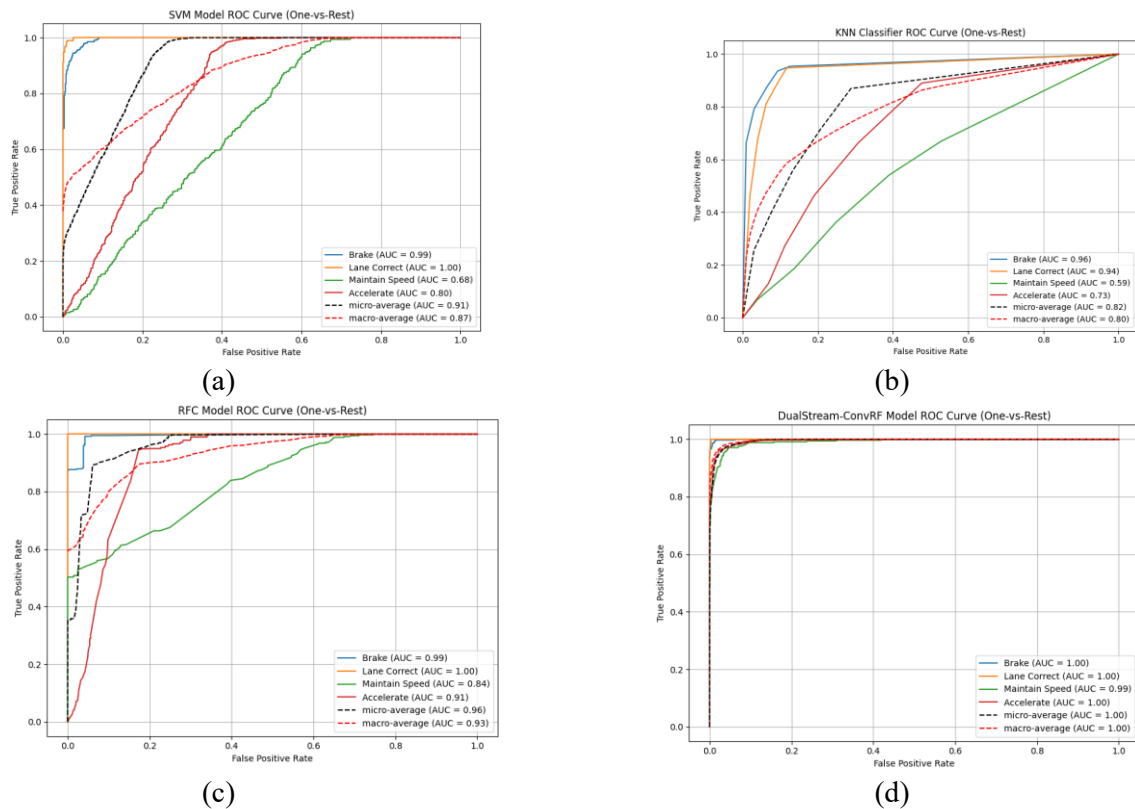 SVM Model ROC Curve (One-vs-Rest)
True Positive Rate
1.0
0.8
0.6
0.4
0.2
0.0
Brake (AUC = 0.99)
Lane Correct (AUC = 1.00)
Maintain Speed (AUC = 0.68)
Accelerate (AUC = 0.80)
micro-average (AUC = 0.91)
macro-average (AUC = 0.87)
0.0 0.2 0.4 0.6 0.8 1.0
False Positive Rate
(a)
KNN Classifier ROC Curve (One-vs-Rest)
True Positive Rate
1.0
0.8
0.6
0.4
0.2
0.0
Brake (AUC = 0.96)
Lane Correct (AUC = 0.94)
Maintain Speed (AUC = 0.59)
Accelerate (AUC = 0.73)
micro-average (AUC = 0.82)
macro-average (AUC = 0.80)
0.0 0.2 0.4 0.6 0.8 1.0
False Positive Rate
(b)
RFC Model ROC Curve (One-vs-Rest)
True Positive Rate
1.0
0.8
0.6
0.4
0.2
0.0
Brake (AUC = 0.99)
Lane Correct (AUC = 1.00)
Maintain Speed (AUC = 0.84)
Accelerate (AUC = 0.91)
micro-average (AUC = 0.96)
macro-average (AUC = 0.93)
0.0 0.2 0.4 0.6 0.8 1.0
False Positive Rate
(c)
DualStream-ConvRF Model ROC Curve (One-vs-Rest)
True Positive Rate
1.0
0.8
0.6
0.4
0.2
0.0
Brake (AUC = 1.00)
Lane Correct (AUC = 1.00)
Maintain Speed (AUC = 0.99)
Accelerate (AUC = 1.00)
micro-average (AUC = 1.00)
macro-average (AUC = 1.00)
0.0 0.2 0.4 0.6 0.8 1.0
False Positive Rate
(d)